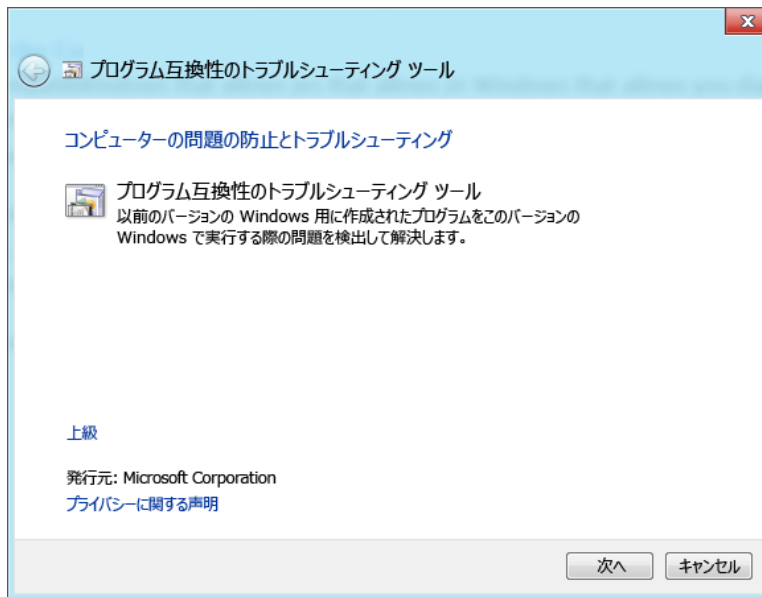 プログラム互換性のトラブルシューティング ツール
コンピューターの問題の防止とトラブルシューティング
プログラム互換性のトラブルシューティング ツール
以前のバージョンの Windows 用に作成されたプログラムをこのバージョンの
Windows で実行する際の問題を検出して解決します。
上級
発行元: Microsoft Corporation
プライバシーに関する声明
次へ
キャンセル